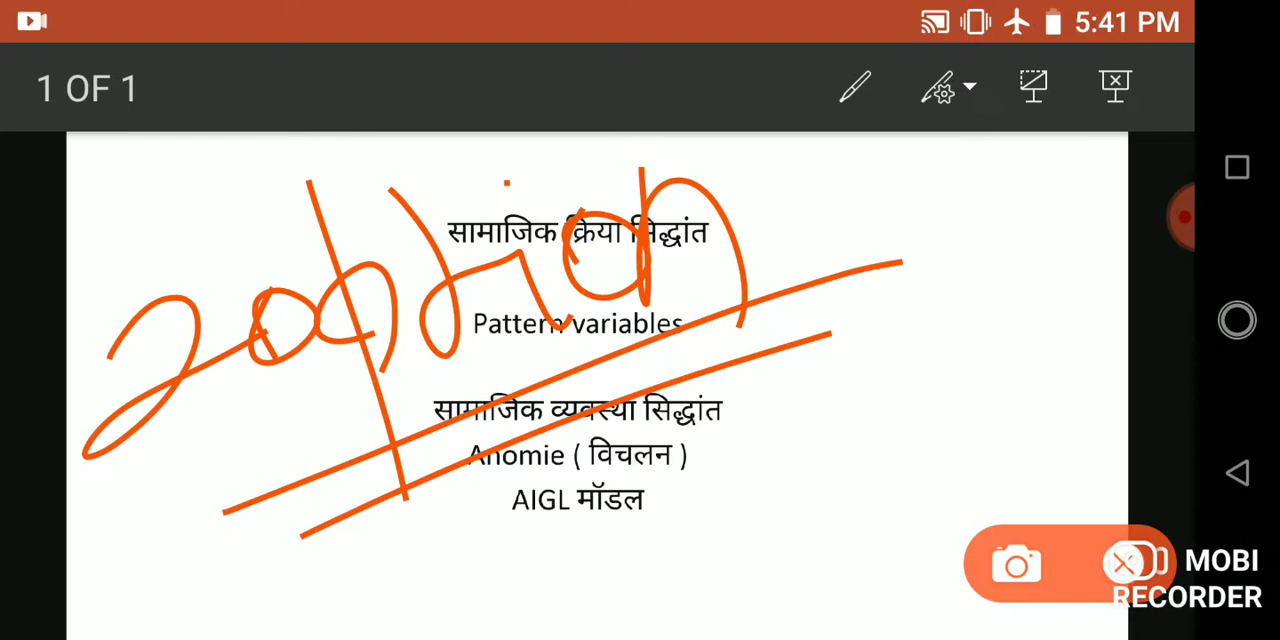 5:41 PM
1 OF 1
सामाजिक क्रिया सिद्धांत
Pattern variables
सामाजिक व्यवस्था सिद्धांत
Anomie ( विचलन )
AIGL मॉडल
MOBI
RECORDER